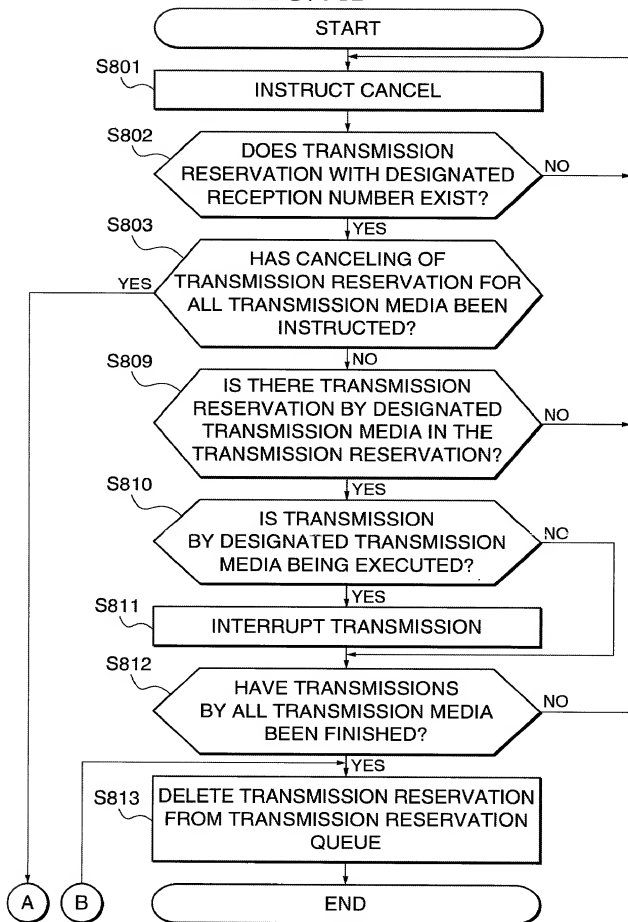 START
S801
INSTRUCT CANCEL
S802
DOES TRANSMISSION
RESERVATION WITH DESIGNATED
RECEPTION NUMBER EXIST?
NO
YES
S803
HAS CANCELING OF
TRANSMISSION RESERVATION FOR
ALL TRANSMISSION MEDIA BEEN
INSTRUCTED?
YES
NO
S809
IS THERE TRANSMISSION
RESERVATION BY DESIGNATED
TRANSMISSION MEDIA IN THE
TRANSMISSION RESERVATION?
NO
YES
S810
IS TRANSMISSION
BY DESIGNATED TRANSMISSION
MEDIA BEING EXECUTED?
NO
YES
S811
INTERRUPT TRANSMISSION
S812
HAVE TRANSMISSIONS
BY ALL TRANSMISSION MEDIA
BEEN FINISHED?
NO
YES
S813
DELETE TRANSMISSION RESERVATION
FROM TRANSMISSION RESERVATION
QUEUE
A
B
END